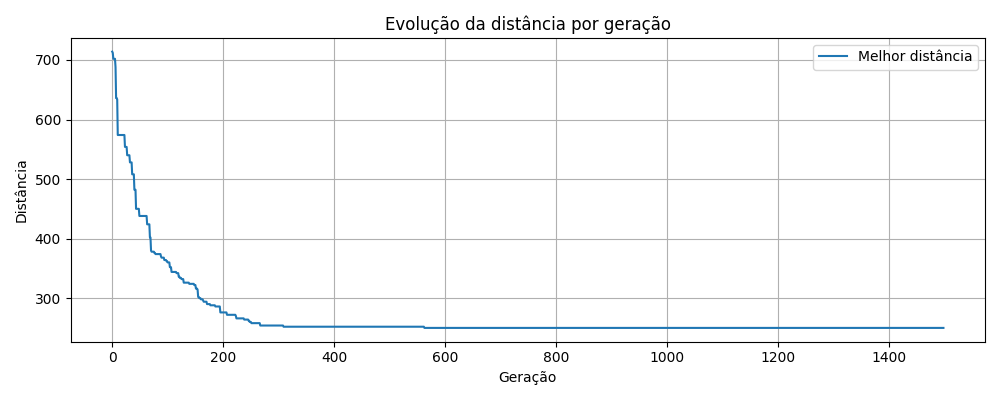 Evolução da distância por geração
Melhor distância
Distância
700
600
500
400
300
0 200 400 600 800 1000 1200 1400
Geração